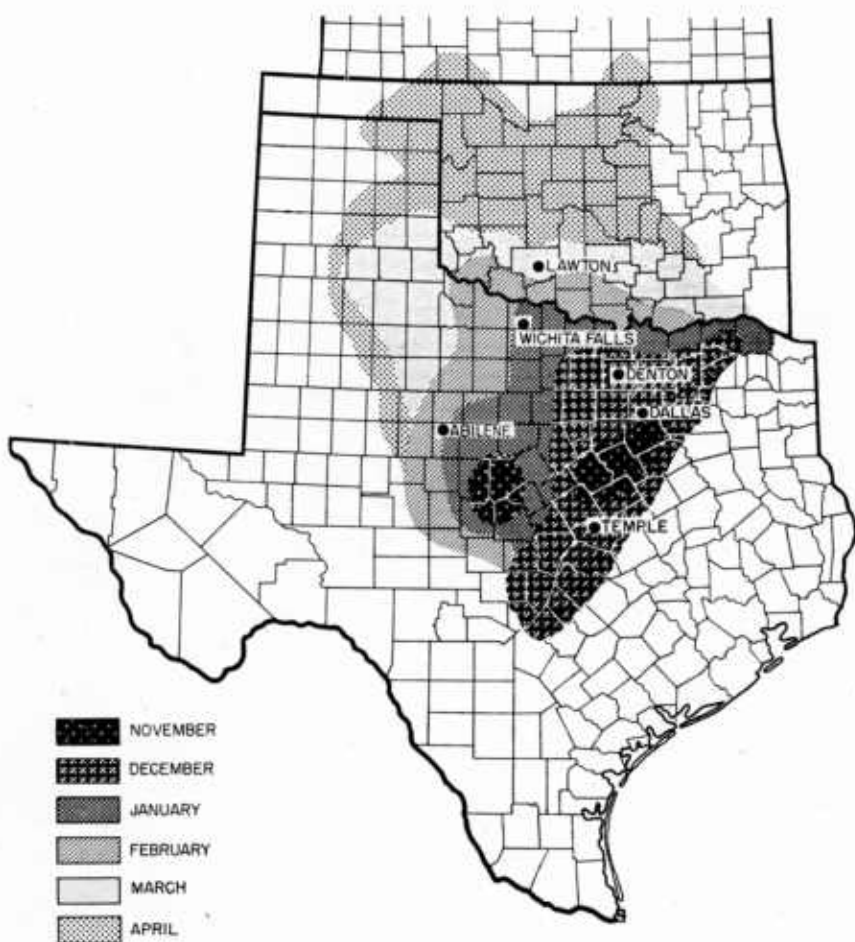 LAWTON
WICHITA FALLS
DENTON
DALLAS
ABILENE
TEMPLE
NOVEMBER
DECEMBER
JANUARY
FEBRUARY
MARCH
APRIL